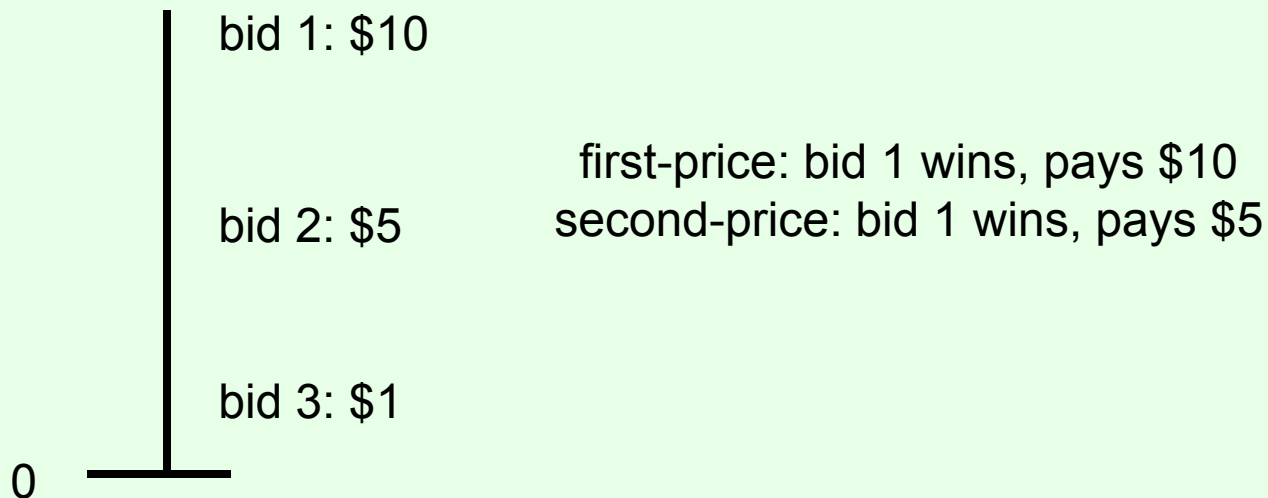 bid 1: $10
first-price: bid 1 wins, pays $10
second-price: bid 1 wins, pays $5
bid 2: $5
bid 3: $1
0